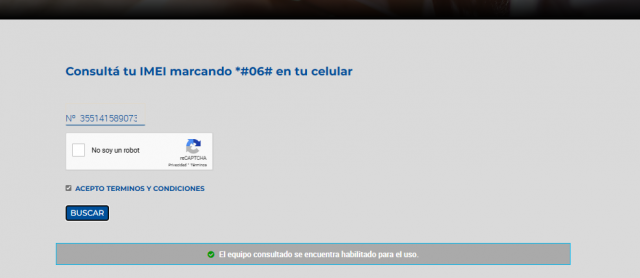 Consultá tu IMEI marcando *#06# en tu celular
Nº 355141589073
No soy un robot
reCAPTCHA
Privacidad - Términos
ACEPTO TERMINOS Y CONDICIONES
BUSCAR
El equipo consultado se encuentra habilitado para el uso.